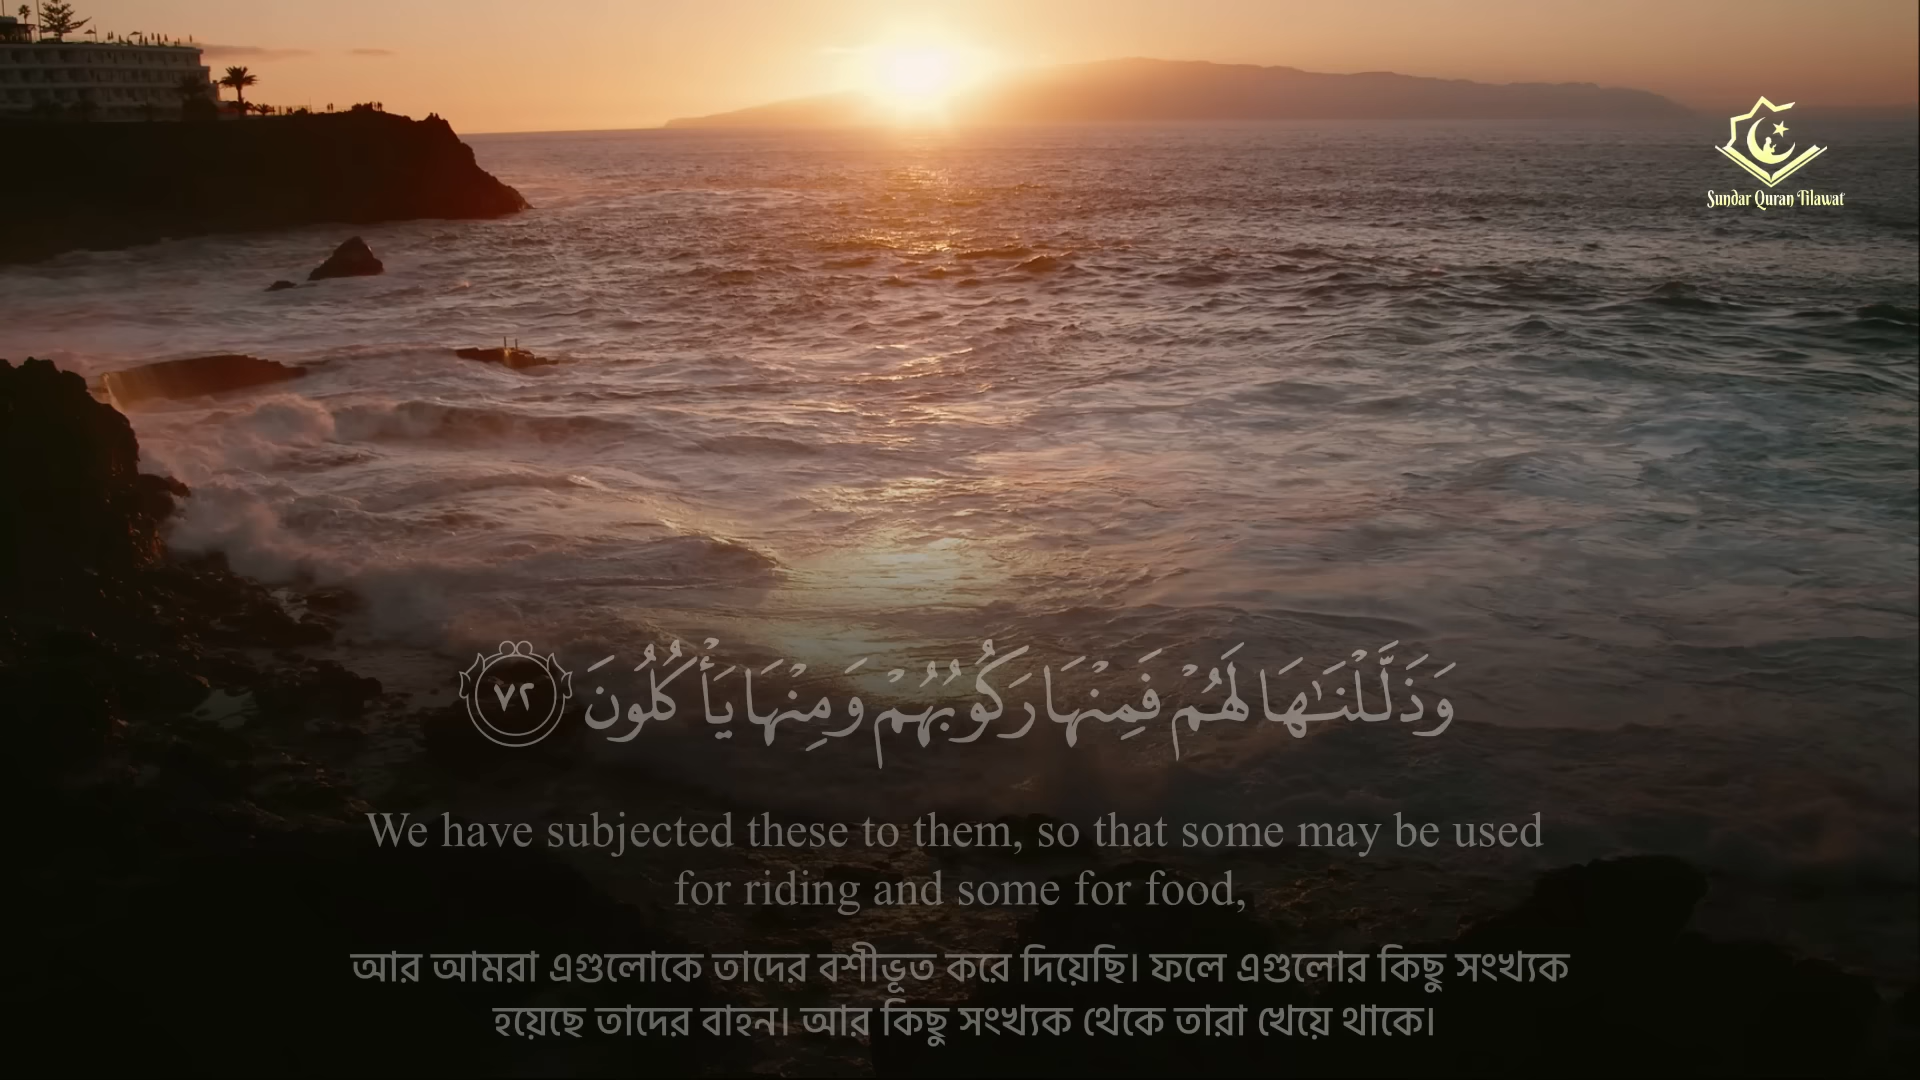 Sundar Quran Tilawat
وَذَلَّلْنَٰهَا لَهُمْ فَمِنْهَا رَكُوبُهُمْ وَمِنْهَا يَأْكُلُونَ ٧٢
We have subjected these to them, so that some may be used
for riding and some for food,
আর আমরা এগুলোকে তাদের বশীভূত করে দিয়েছি। ফলে এগুলোর কিছু সংখ্যক
হয়েছে তাদের বাহন। আর কিছু সংখ্যক থেকে তারা খেয়ে থাকে।